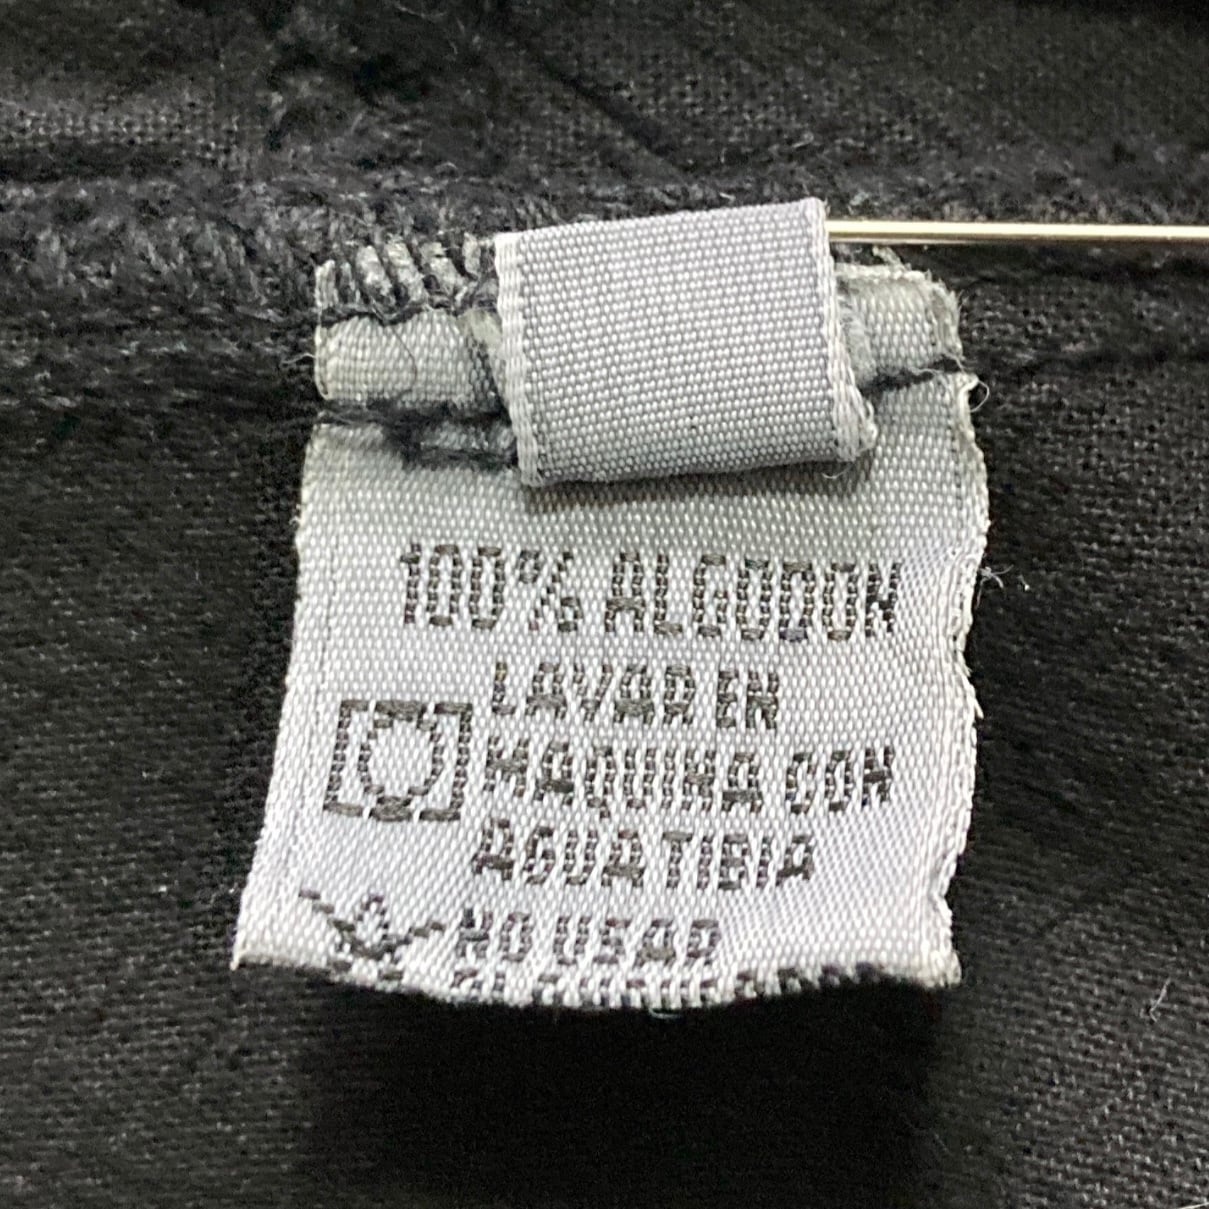 100% ALGODON
LAVAR EN
MAQUINA CON
AGUA TIBIA
NO USAR